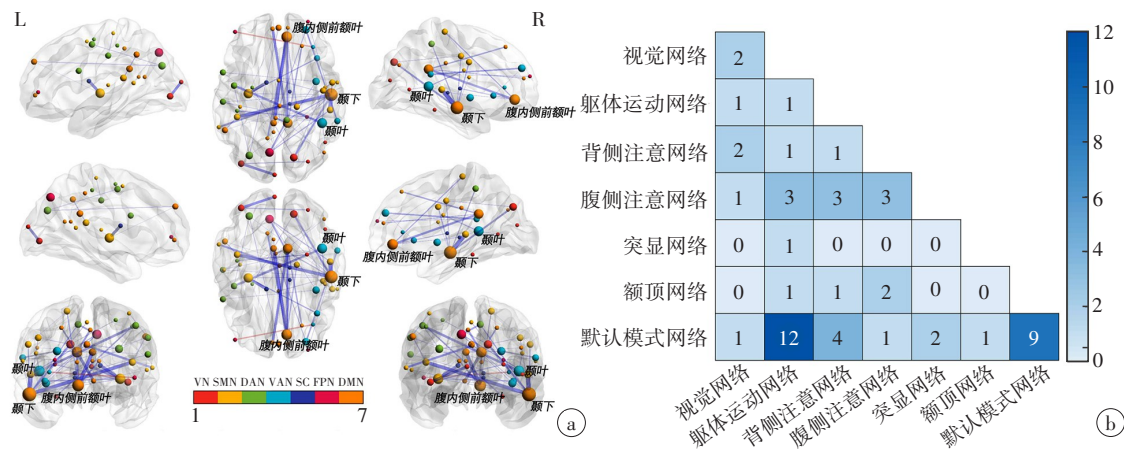 L
R
腹内侧前额叶
颞下
颞叶
颞叶
颞下
腹内侧前额叶
颞叶
颞下
腹内侧前额叶
腹内侧前额叶
颞叶
颞下
颞叶
颞下
腹内侧前额叶
腹内侧前额叶
颞叶
颞下
VN SMN DAN VAN SC FPN DMN
1 7
a
视觉网络 2
躯体运动网络 1 1
背侧注意网络 2 1 1
腹侧注意网络 1 3 3 3
突显网络 0 1 0 0 0
额顶网络 0 1 1 2 0 0
默认模式网络 1 12 4 1 2 1 9
视觉网络
躯体运动网络
背侧注意网络
腹侧注意网络
突显网络
额顶网络
默认模式网络
12
10
8
6
4
2
0
b